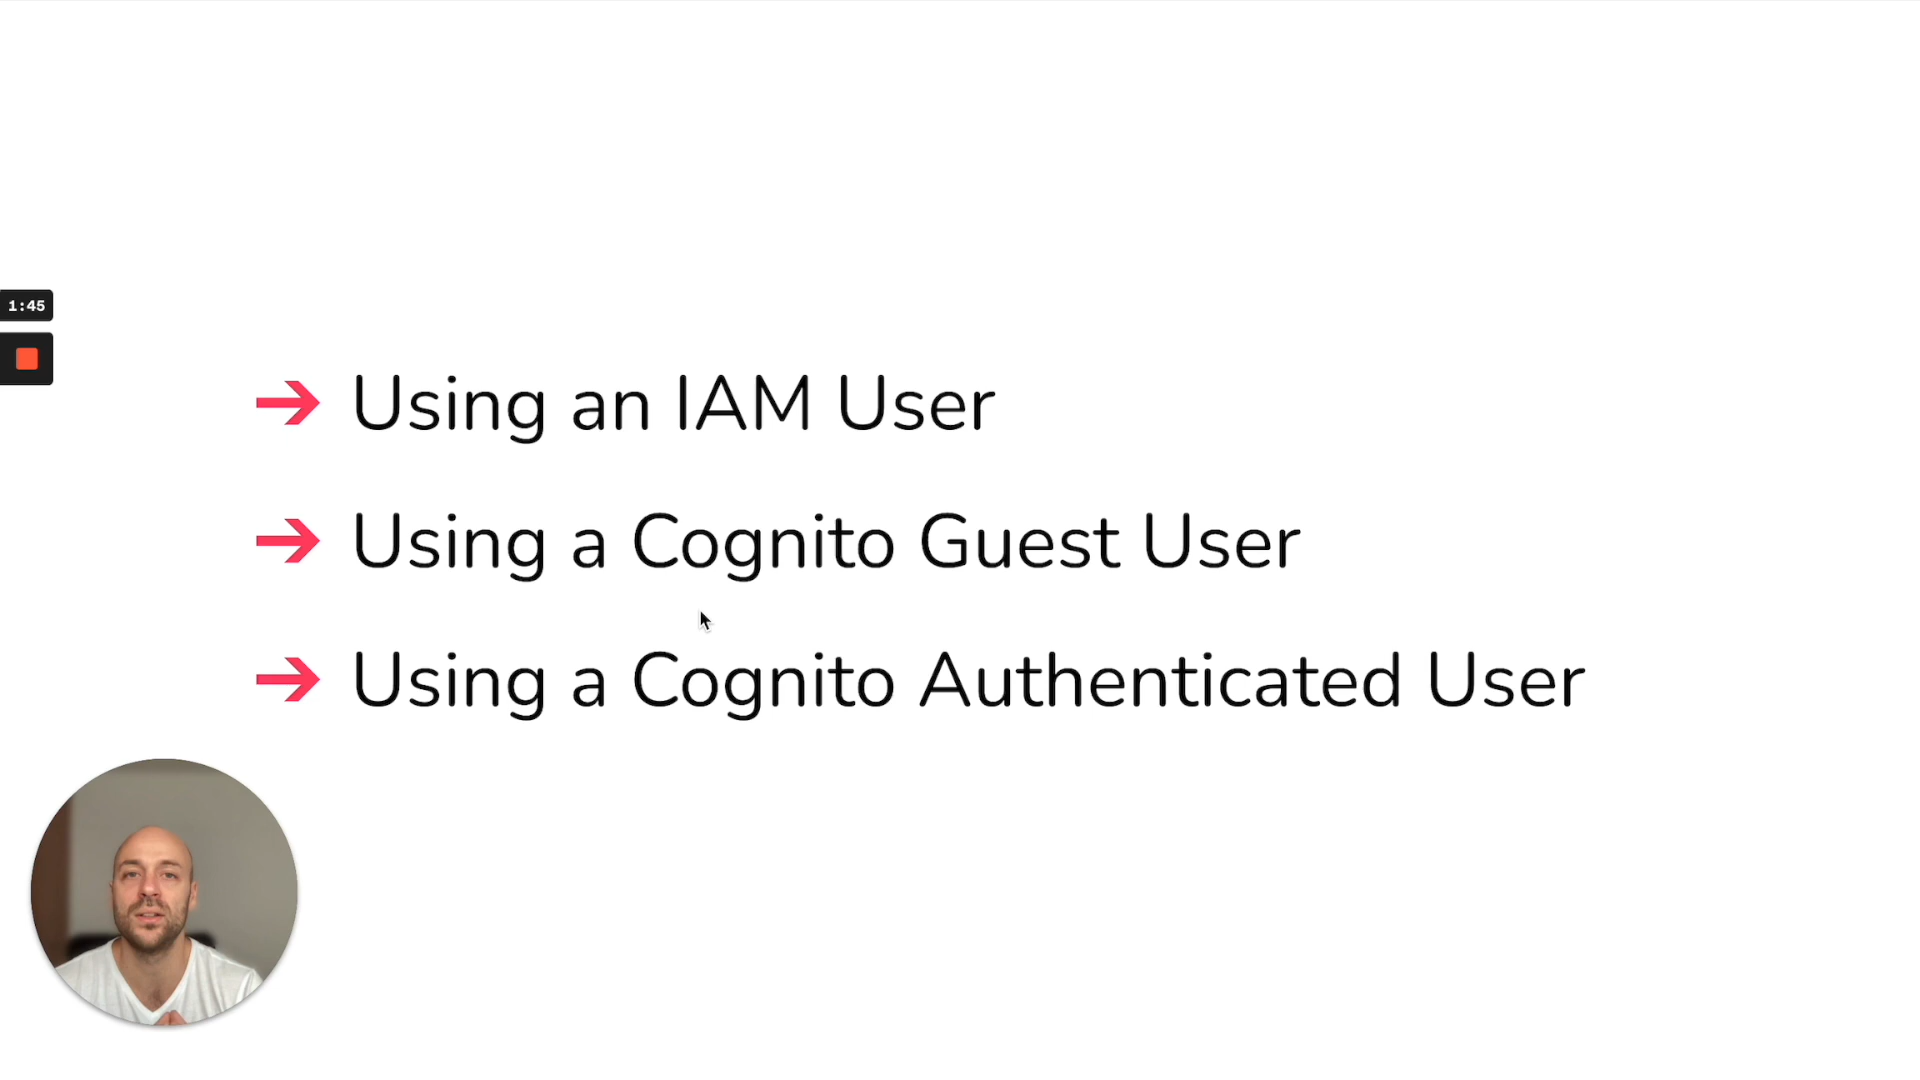 1:45
➔ Using an IAM User
➔ Using a Cognito Guest User
➔ Using a Cognito Authenticated User